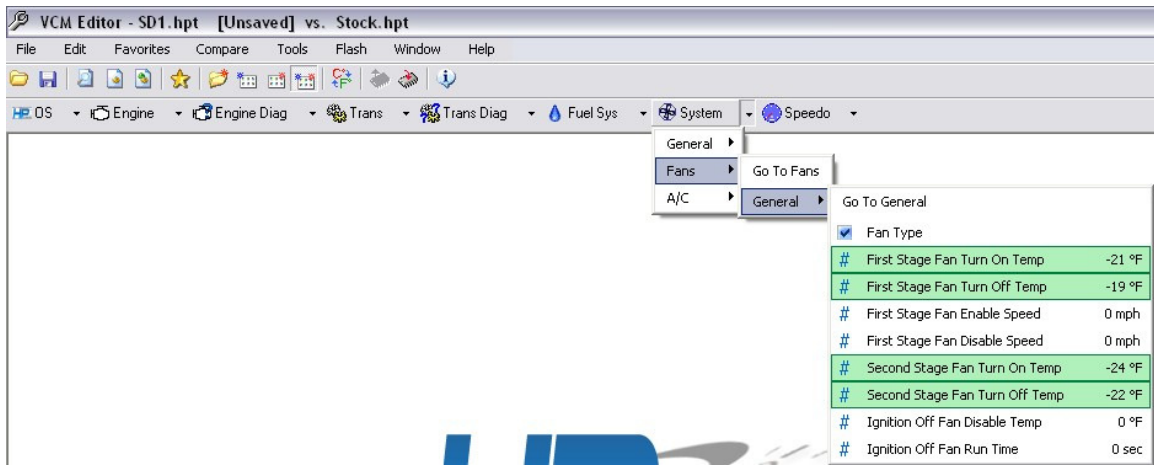 VCM Editor - SD1.hpt [Unsaved] vs. Stock.hpt
File Edit Favorites Compare Tools Flash Window Help
HP OS Engine Engine Diag Trans Trans Diag Fuel Sys System Speedo
General
Fans
A/C
Go To Fans
General
Go To General
Fan Type
# First Stage Fan Turn On Temp -21 °F
# First Stage Fan Turn Off Temp -19 °F
# First Stage Fan Enable Speed 0 mph
# First Stage Fan Disable Speed 0 mph
# Second Stage Fan Turn On Temp -24 °F
# Second Stage Fan Turn Off Temp -22 °F
# Ignition Off Fan Disable Temp 0 °F
# Ignition Off Fan Run Time 0 sec